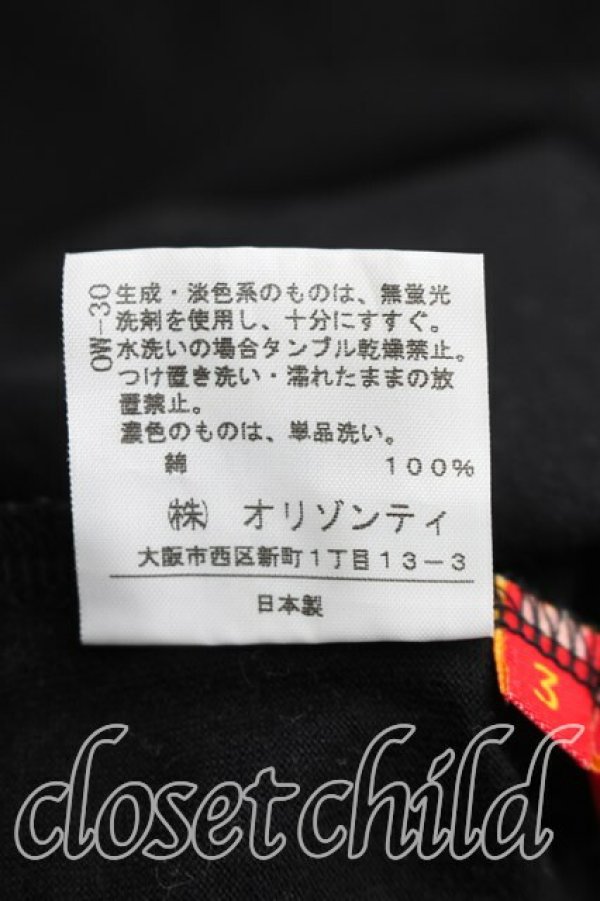 OW-30
生成・淡色系のものは、無蛍光
洗剤を使用し、十分にすすぐ。
水洗いの場合タンブル乾燥禁止。
つけ置き洗い・濡れたままの放
置禁止。
濃色のものは、単品洗い。
綿 100%
㈱ オリゾンティ
大阪市西区新町1丁目13-3
日本製
3
closet child